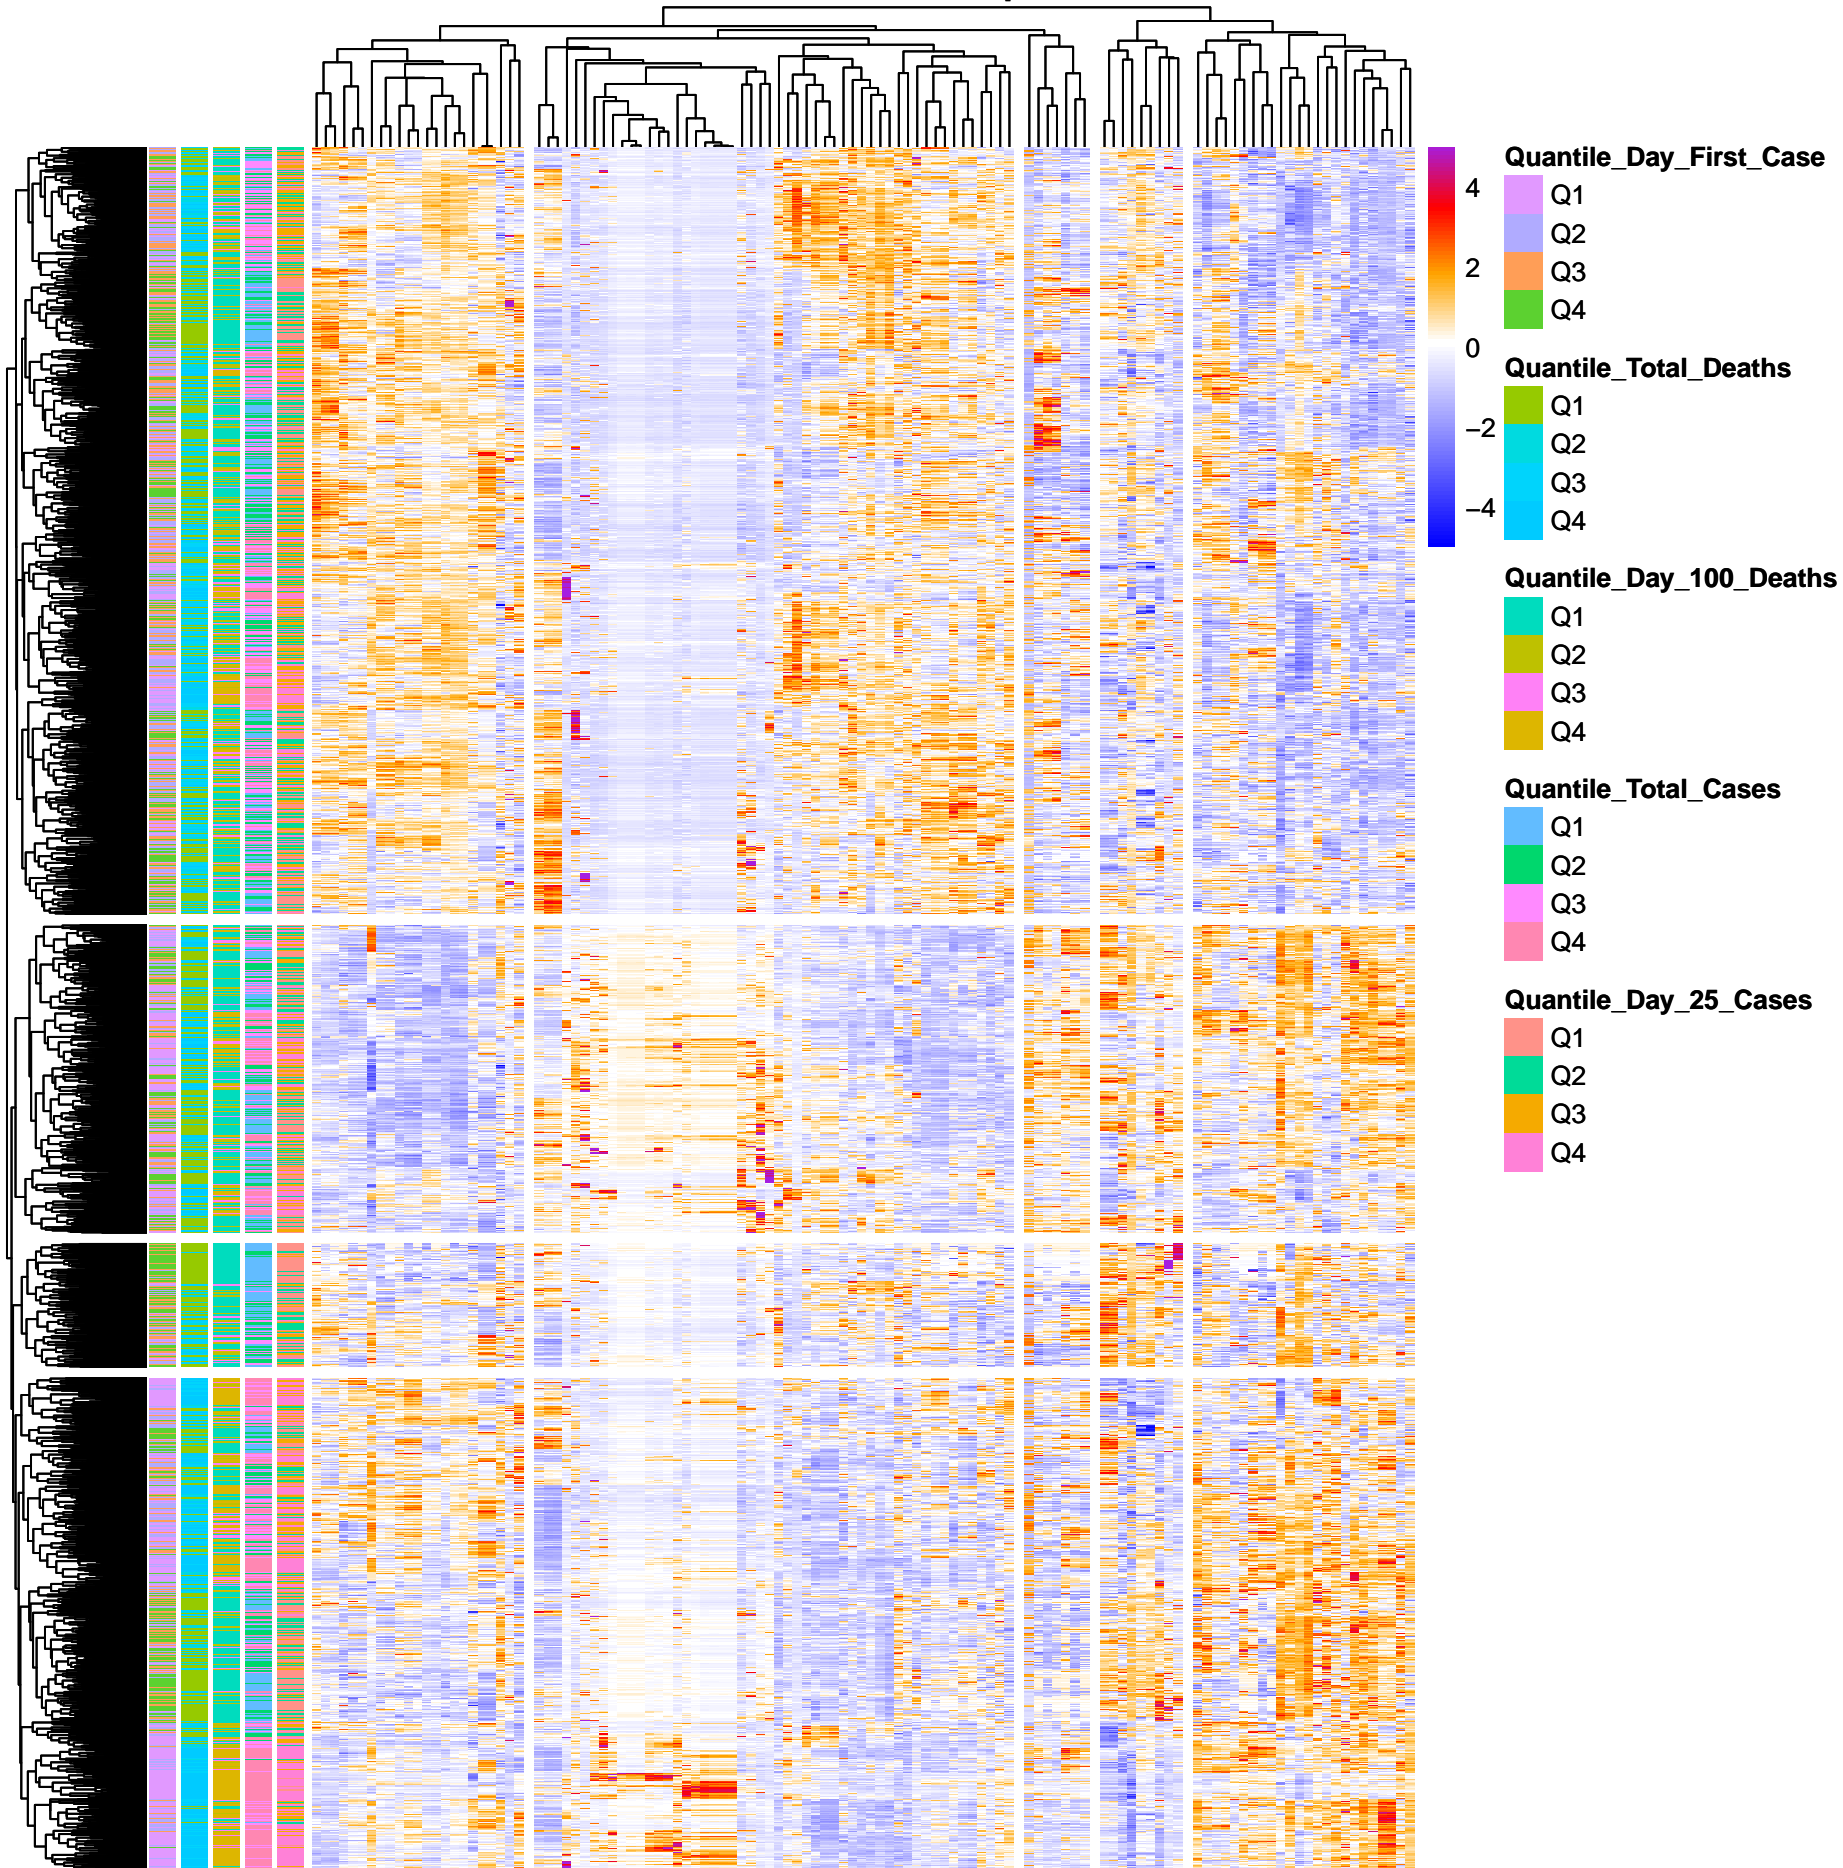 4
2
0
−2
−4
Quantile_Day_First_Case
Q1
Q2
Q3
Q4
Quantile_Total_Deaths
Q1
Q2
Q3
Q4
Quantile_Day_100_Deaths
Q1
Q2
Q3
Q4
Quantile_Total_Cases
Q1
Q2
Q3
Q4
Quantile_Day_25_Cases
Q1
Q2
Q3
Q4